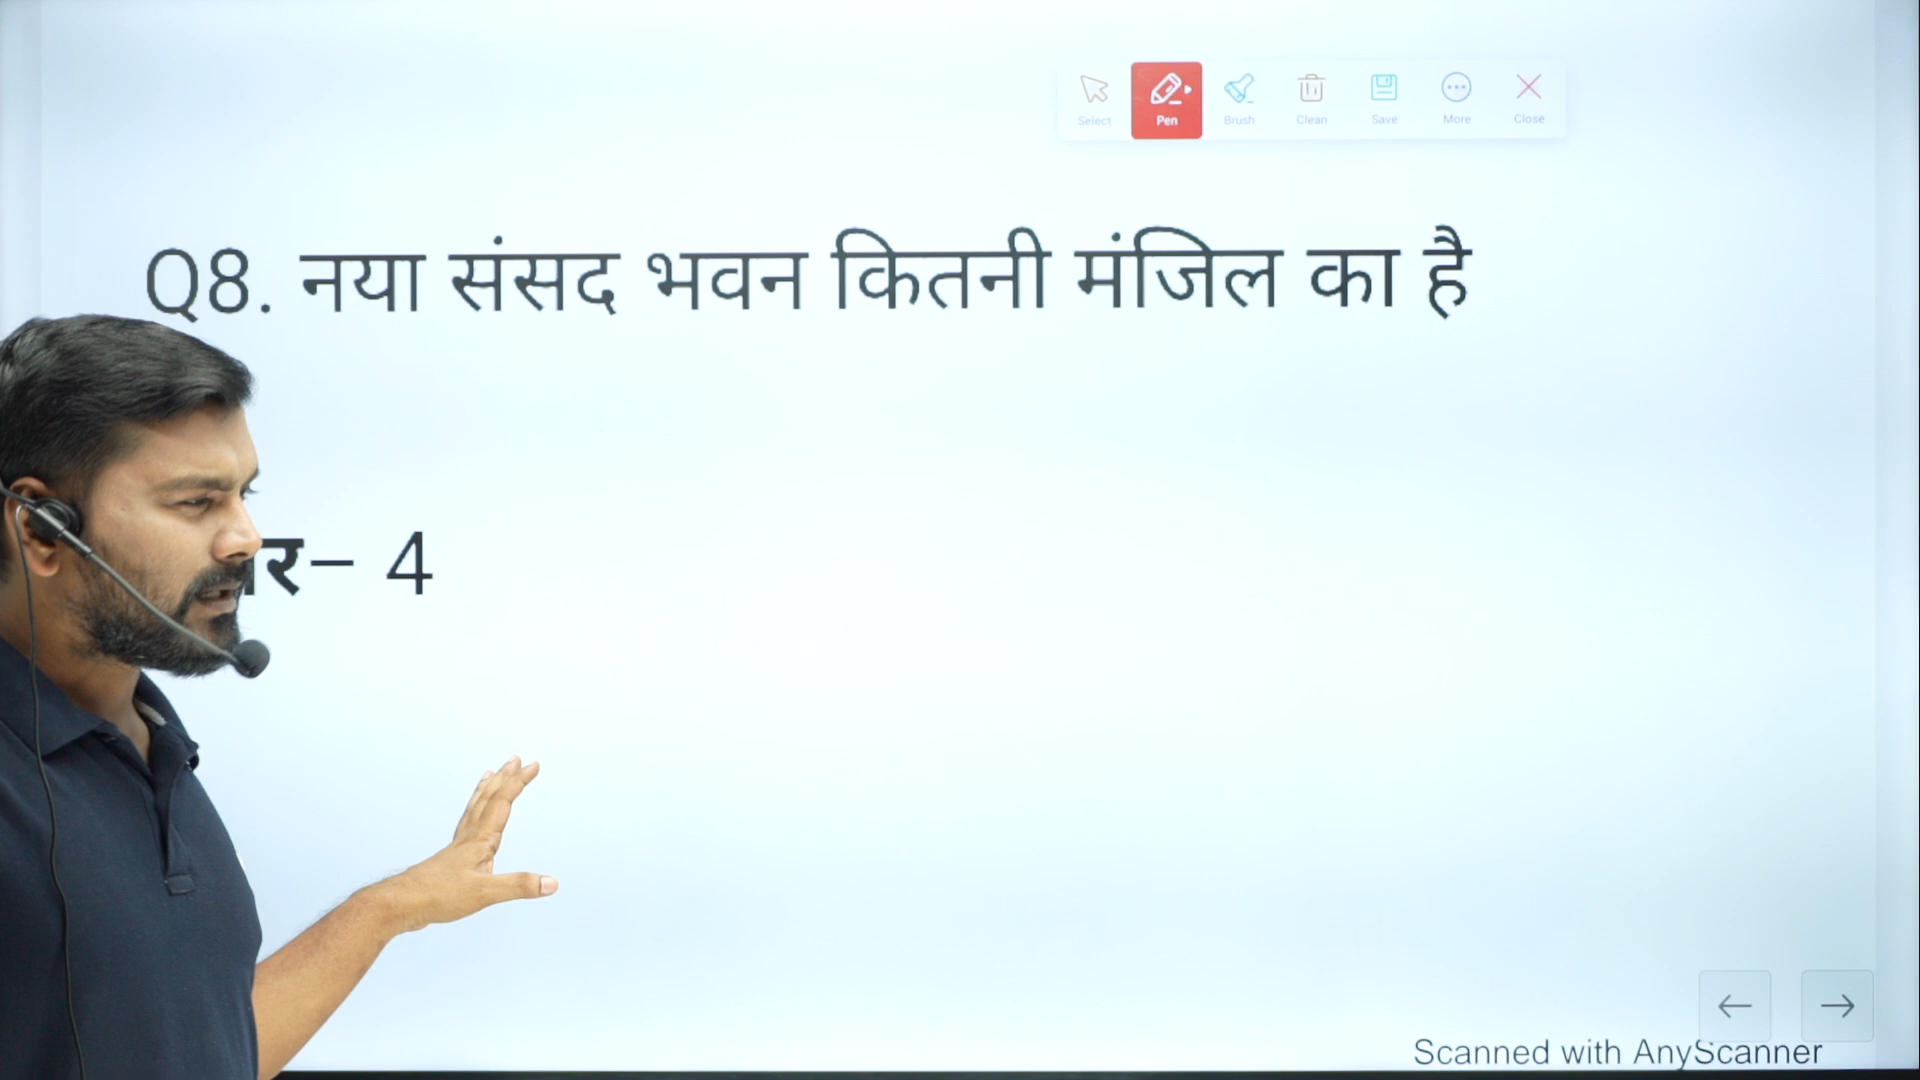 Select Pen Brush Clean Save More Close
Q8. नया संसद भवन कितनी मंजिल का है
– 4
Scanned with AnyScanner